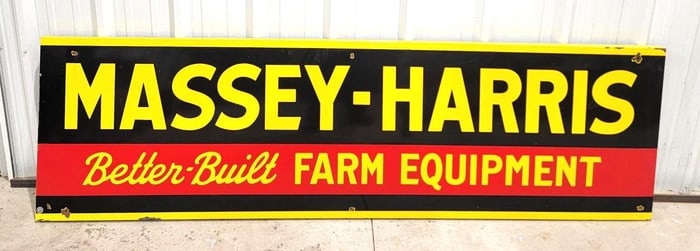 MASSEY-HARRIS
Better-Built FARM EQUIPMENT